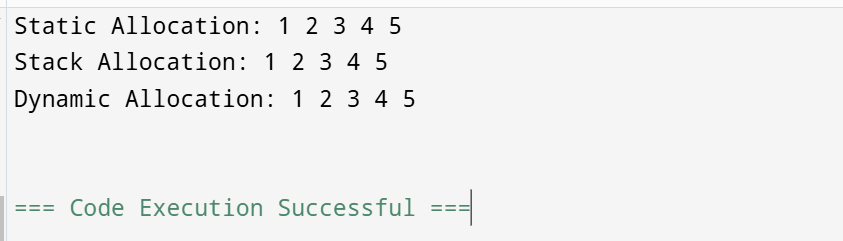 Static Allocation: 1 2 3 4 5
Stack Allocation: 1 2 3 4 5
Dynamic Allocation: 1 2 3 4 5
=== Code Execution Successful ===